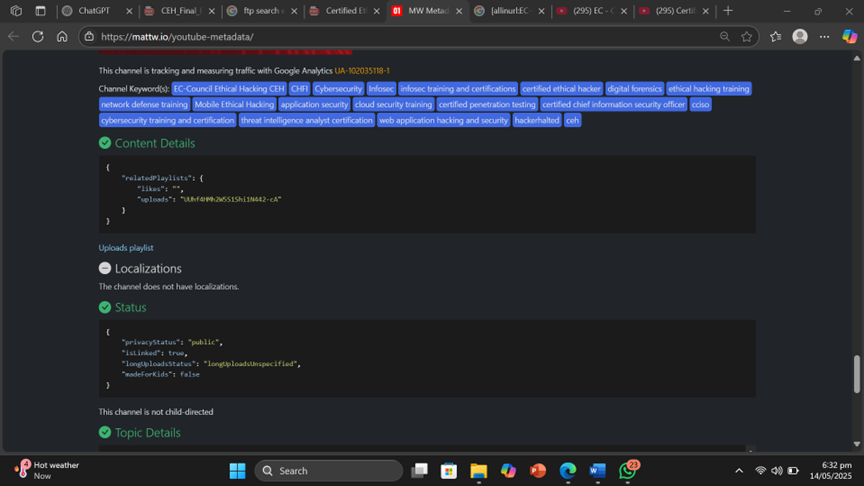 ChatGPT
CEH_Final_
ftp search c
Certified Et
MW Metad
[allinurl:EC-
(295) EC - C
(295) Certif
https://mattw.io/youtube-metadata/
This channel is tracking and measuring traffic with Google Analytics UA-102035118-1
Channel Keyword(s): EC-Council Ethical Hacking CEH CHFI Cybersecurity Infosec infosec training and certifications certified ethical hacker digital forensics ethical hacking training
network defense training Mobile Ethical Hacking application security cloud security training certified penetration testing certified chief information security officer cciso
cybersecurity training and certification threat intelligence analyst certification web application hacking and security hackerhalted ceh
Content Details
{
"relatedPlaylists": {
"likes": "",
"uploads": "UUhf4HMh2W5S1Shi1N442-cA"
}
}
Uploads playlist
Localizations
The channel does not have localizations.
Status
{
"privacyStatus": "public",
"isLinked": true,
"longUploadsStatus": "longUploadsUnspecified",
"madeForKids": false
}
This channel is not child-directed
Topic Details
4
Hot weather
Now
Search
23
6:32 pm
14/05/2025